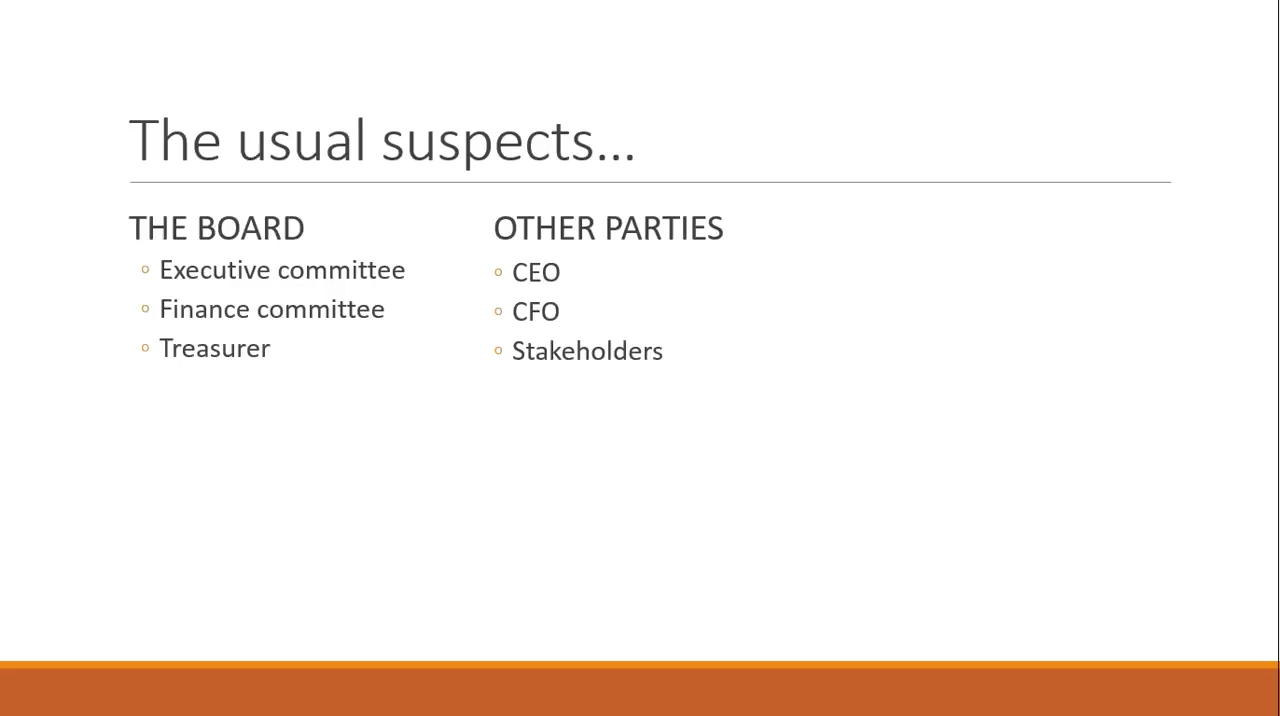 The usual suspects…
THE BOARD
◦ Executive committee
◦ Finance committee
◦ Treasurer
OTHER PARTIES
◦ CEO
◦ CFO
◦ Stakeholders